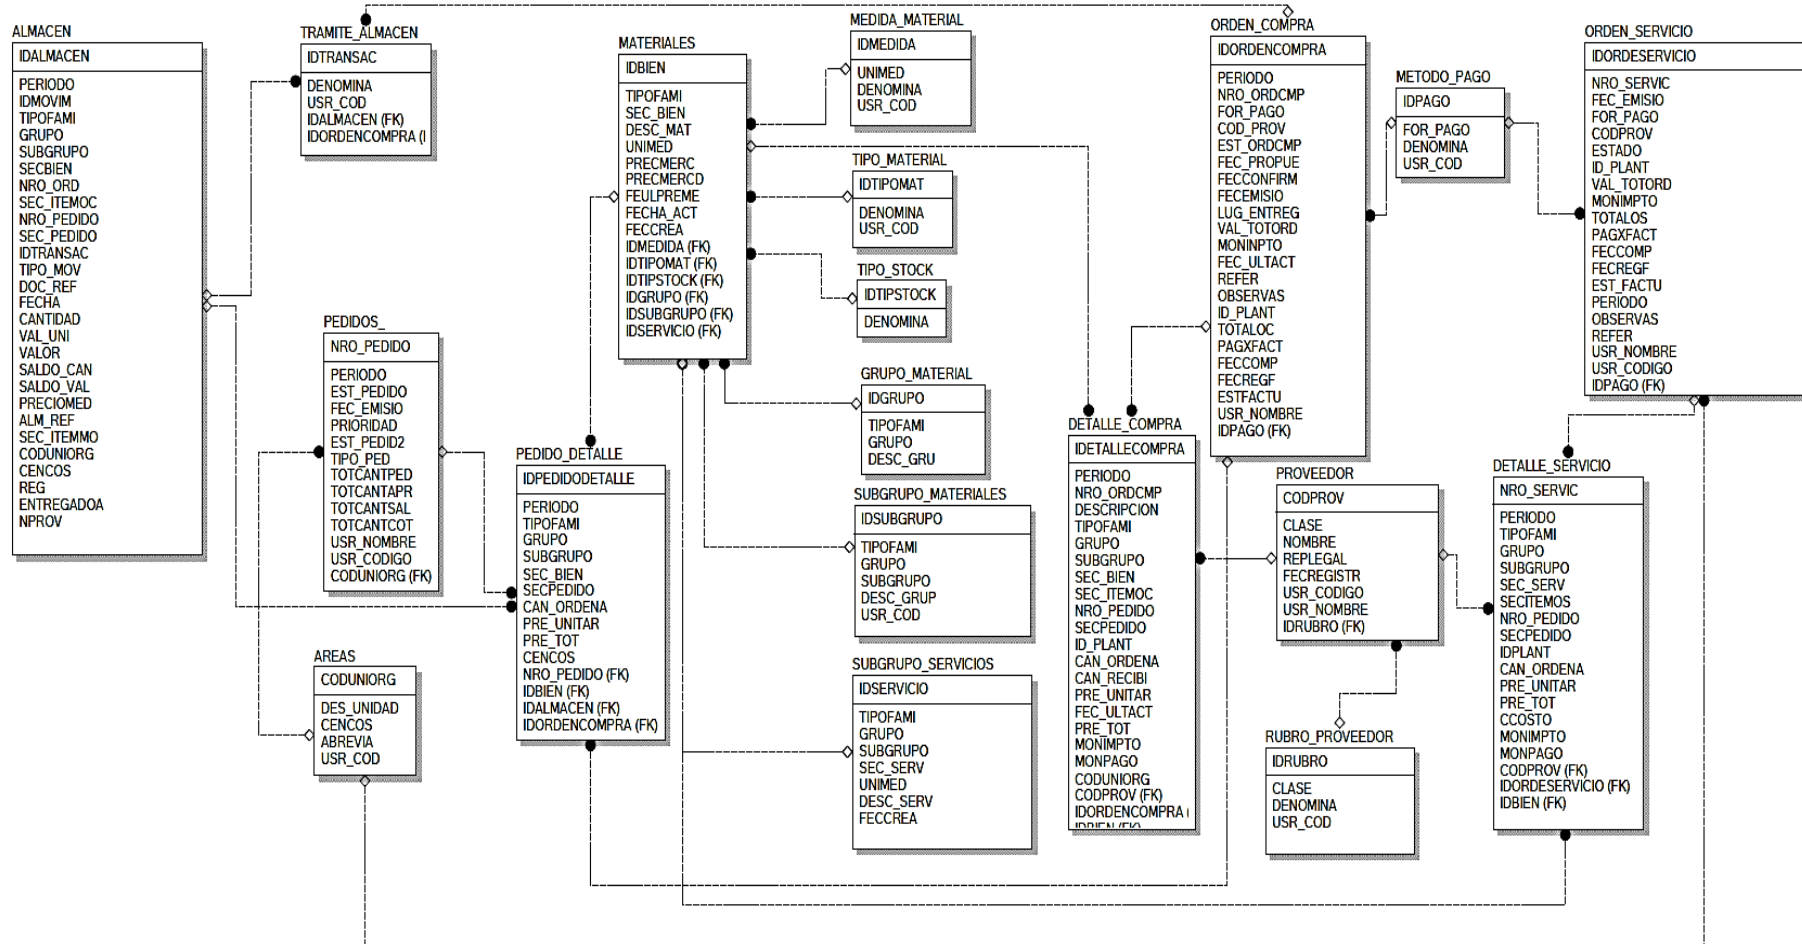 ALMACEN
IDALMACEN
PERIODO
IDMOVIM
TIPOFAMI
GRUPO
SUBGRUPO
SECBIEN
NRO_ORD
SEC_ITEMOC
NRO_PEDIDO
SEC_PEDIDO
IDTRANSAC
TIPO_MOV
DOC_REF
FECHA
CANTIDAD
VAL_UNI
VALOR
SALDO_CAN
SALDO_VAL
PRECIOMED
ALM_REF
SEC_ITEMMO
CODUNIORG
CENCOS
REG
ENTREGADOA
NPROV
TRAMITE_ALMACEN
IDTRANSAC
DENOMINA
USR_COD
IDALMACEN (FK)
IDORDENCOMPRA (
PEDIDOS_
NRO_PEDIDO
PERIODO
EST_PEDIDO
FEC_EMISIO
PRIORIDAD
EST_PEDID2
TIPO_PED
TOTCANTPED
TOTCANTAPR
TOTCANTSAL
TOTCANTCOT
USR_NOMBRE
USR_CODIGO
CODUNIORG (FK)
AREAS
CODUNIORG
DES_UNIDAD
CENCOS
ABREVIA
USR_COD
MATERIALES
IDBIEN
TIPOFAMI
SEC_BIEN
DESC_MAT
UNIMED
PRECMERC
PRECMERCD
FEULPREME
FECHA_ACT
FECCREA
IDMEDIDA (FK)
IDTIPOMAT (FK)
IDTIPSTOCK (FK)
IDGRUPO (FK)
IDSUBGRUPO (FK)
IDSERVICIO (FK)
PEDIDO_DETALLE
IDPEDIDODETALLE
PERIODO
TIPOFAMI
GRUPO
SUBGRUPO
SEC_BIEN
SECPEDIDO
CAN_ORDENA
PRE_UNITAR
PRE_TOT
CENCOS
NRO_PEDIDO (FK)
IDBIEN (FK)
IDALMACEN (FK)
IDORDENCOMPRA (FK)
MEDIDA_MATERIAL
IDMEDIDA
UNIMED
DENOMINA
USR_COD
TIPO_MATERIAL
IDTIPOMAT
DENOMINA
USR_COD
TIPO_STOCK
IDTIPSTOCK
DENOMINA
GRUPO_MATERIAL
IDGRUPO
TIPOFAMI
GRUPO
DESC_GRU
SUBGRUPO_MATERIALES
IDSUBGRUPO
TIPOFAMI
GRUPO
SUBGRUPO
DESC_GRUP
USR_COD
SUBGRUPO_SERVICIOS
IDSERVICIO
TIPOFAMI
GRUPO
SUBGRUPO
SEC_SERV
UNIMED
DESC_SERV
FECCREA
DETALLE_COMPRA
IDETALLECOMPRA
PERIODO
NRO_ORDCMP
DESCRIPCION
TIPOFAMI
GRUPO
SUBGRUPO
SEC_BIEN
SEC_ITEMOC
NRO_PEDIDO
SECPEDIDO
ID_PLANT
CAN_ORDENA
CAN_RECIBI
PRE_UNITAR
FEC_ULTACT
PRE_TOT
MONIMPTO
MONPAGO
CODUNIORG
CODPROV (FK)
IDORDENCOMPRA (
IDBIEN (FK)
ORDEN_COMPRA
IDORDENCOMPRA
PERIODO
NRO_ORDCMP
FOR_PAGO
COD_PROV
EST_ORDCMP
FEC_PROPUE
FECCONFIRM
FECEMISIO
LUG_ENTREG
VAL_TOTORD
MONINPTO
FEC_ULTACT
REFER
OBSERVAS
ID_PLANT
TOTALOC
PAGXFACT
FECCOMP
FECREGF
ESTFACTU
USR_NOMBRE
IDPAGO (FK)
METODO_PAGO
IDPAGO
FOR_PAGO
DENOMINA
USR_COD
PROVEEDOR
CODPROV
CLASE
NOMBRE
REPLEGAL
FECREGISTR
USR_CODIGO
USR_NOMBRE
IDRUBRO (FK)
RUBRO_PROVEEDOR
IDRUBRO
CLASE
DENOMINA
USR_COD
ORDEN_SERVICIO
IDORDESERVICIO
NRO_SERVIC
FEC_EMISIO
FOR_PAGO
CODPROV
ESTADO
ID_PLANT
VAL_TOTORD
MONIMPTO
TOTALOS
PAGXFACT
FECCOMP
FECREGF
EST_FACTU
PERIODO
OBSERVAS
REFER
USR_NOMBRE
USR_CODIGO
IDPAGO (FK)
DETALLE_SERVICIO
NRO_SERVIC
PERIODO
TIPOFAMI
GRUPO
SUBGRUPO
SEC_SERV
SECITEMOS
NRO_PEDIDO
SECPEDIDO
IDPLANT
CAN_ORDENA
PRE_UNITAR
PRE_TOT
CCOSTO
MONIMPTO
MONPAGO
CODPROV (FK)
IDORDESERVICIO (FK)
IDBIEN (FK)